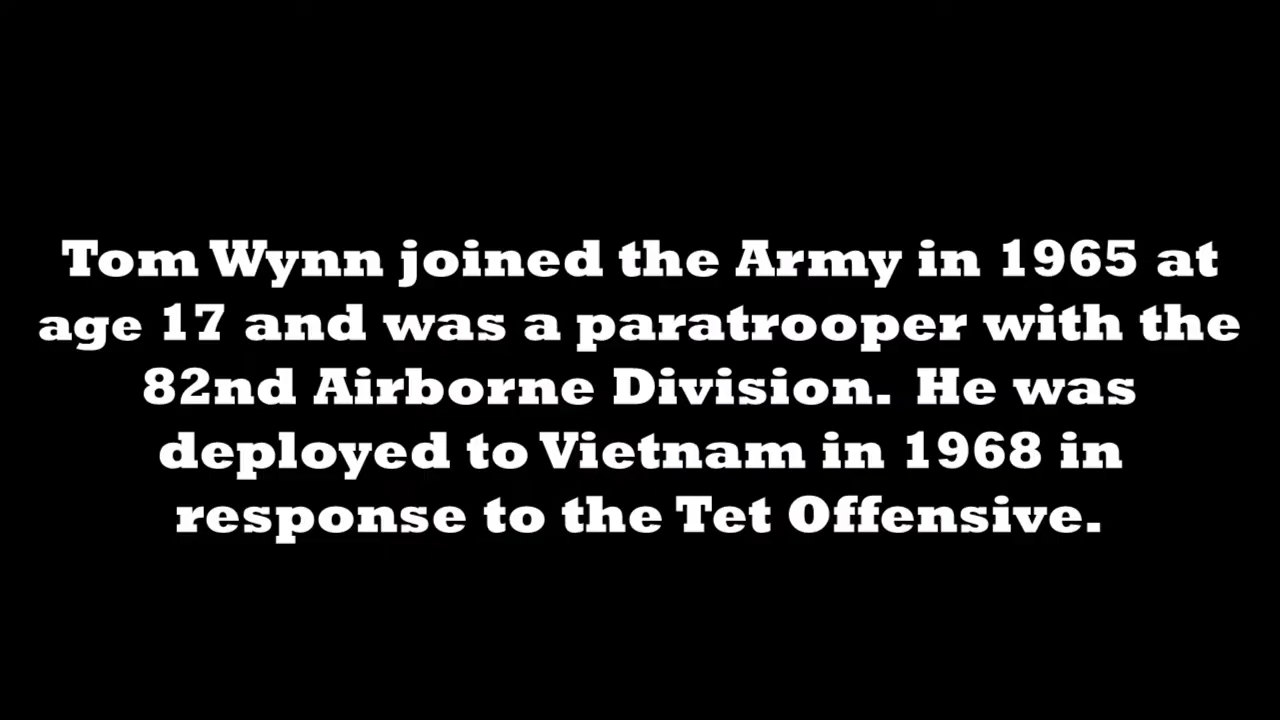 Tom Wynn joined the Army in 1965 at
age 17 and was a paratrooper with the
82nd Airborne Division.  He was
deployed to Vietnam in 1968 in
response to the Tet Offensive.